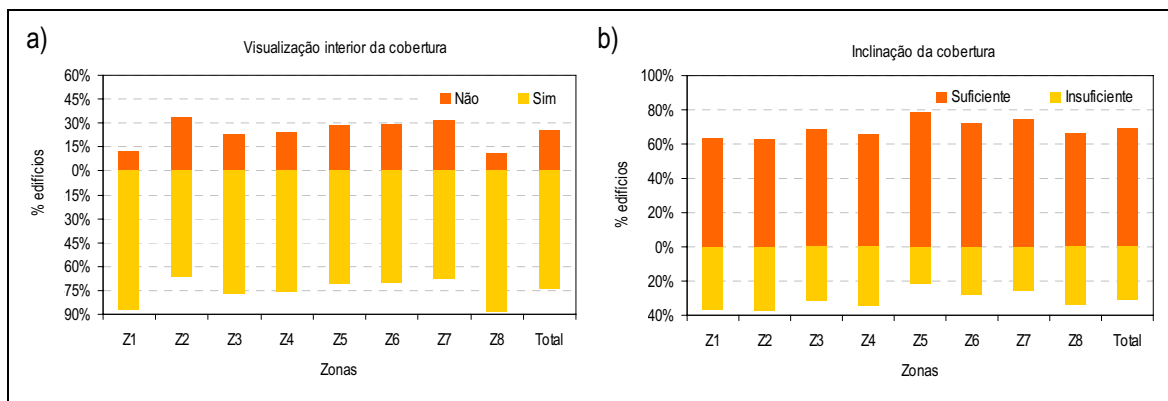 a)
Visualização interior da cobertura
60%
45%
30%
15%
0%
15%
30%
45%
60%
75%
90%
Não
Sim
% edifícios
Z1 Z2 Z3 Z4 Z5 Z6 Z7 Z8 Total
Zonas
b)
Inclinação da cobertura
100%
80%
60%
40%
20%
0%
20%
40%
Suficiente
Insuficiente
% edifícios
Z1 Z2 Z3 Z4 Z5 Z6 Z7 Z8 Total
Zonas